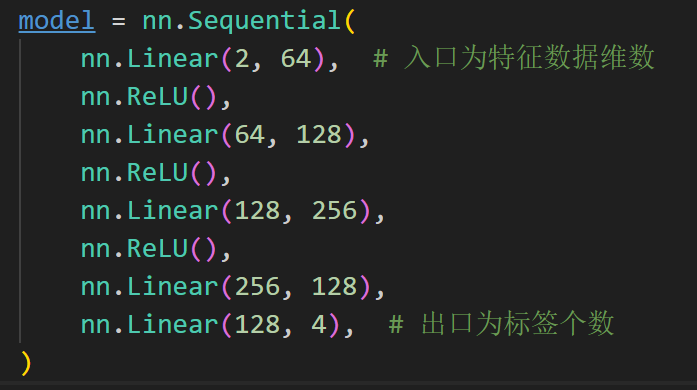 model = nn.Sequential(
    nn.Linear(2, 64),  # 入口为特征数据维数
    nn.ReLU(),
    nn.Linear(64, 128),
    nn.ReLU(),
    nn.Linear(128, 256),
    nn.ReLU(),
    nn.Linear(256, 128),
    nn.Linear(128, 4),  # 出口为标签个数
)